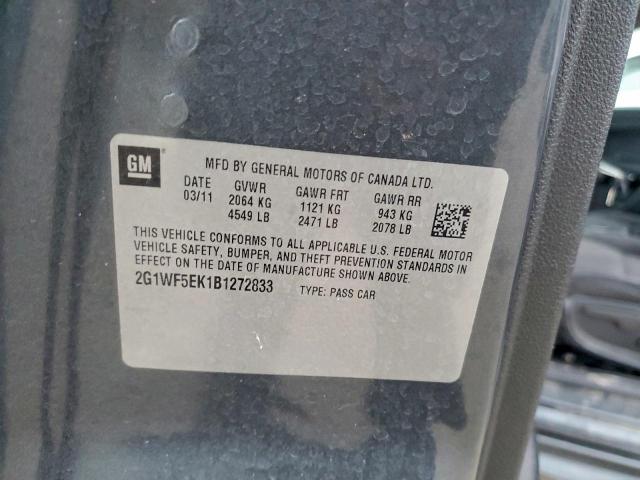 GM
MFD BY GENERAL MOTORS OF CANADA LTD.
DATE GVWR GAWR FRT GAWR RR
03/11 2064 KG 1121 KG 943 KG
4549 LB 2471 LB 2078 LB
THIS VEHICLE CONFORMS TO ALL APPLICABLE U.S. FEDERAL MOTOR
VEHICLE SAFETY, BUMPER, AND THEFT PREVENTION STANDARDS IN
EFFECT ON THE DATE OF MANUFACTURE SHOWN ABOVE.
2G1WF5EK1B1272833 TYPE: PASS CAR